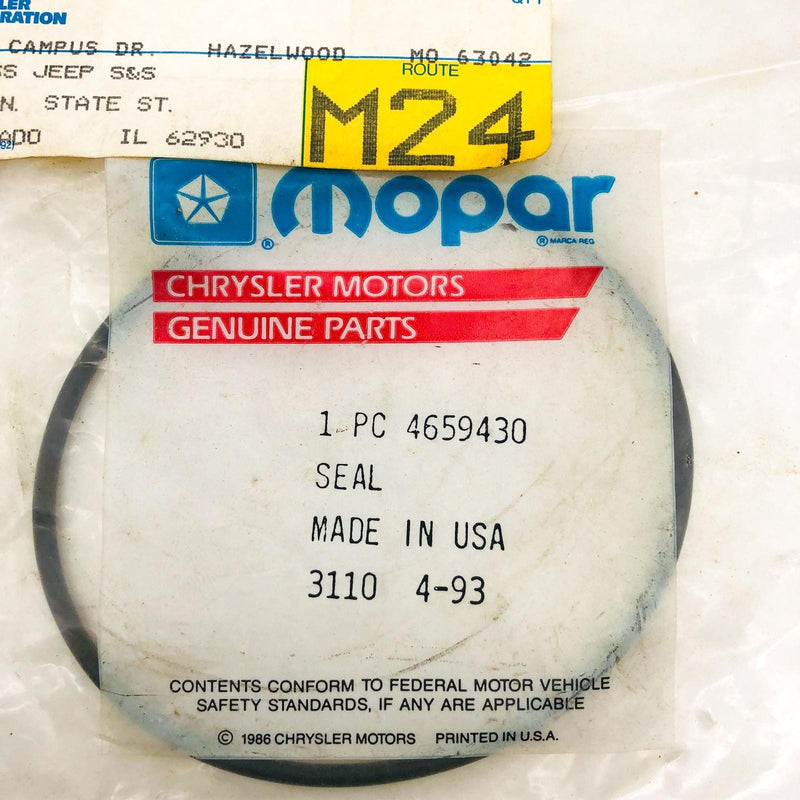 QTY
CAMPUS DR. HAZELWOOD MO 63042
JEEP S&S
ROUTE
N. STATE ST.
M24
IL 62930
mopar
® ® MARCA REG
CHRYSLER MOTORS
GENUINE PARTS
1 PC 4659430
SEAL
MADE IN USA
3110 4-93
CONTENTS CONFORM TO FEDERAL MOTOR VEHICLE
SAFETY STANDARDS, IF ANY ARE APPLICABLE
© 1986 CHRYSLER MOTORS PRINTED IN U.S.A.